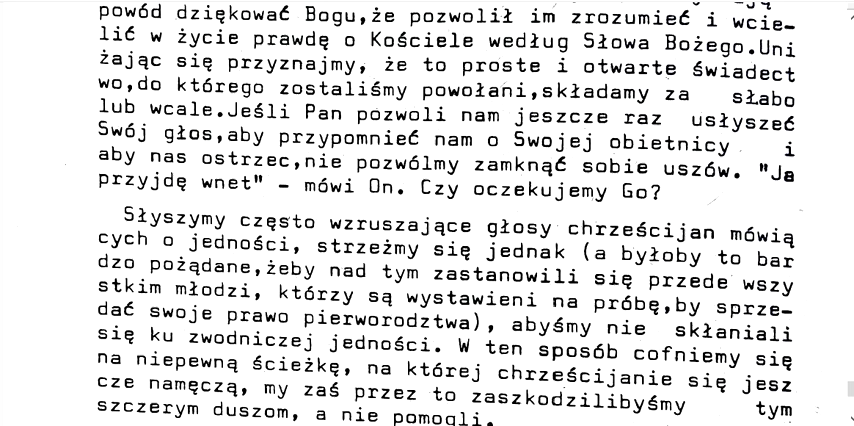 powód dziękować Bogu,że pozwolił im zrozumieć i wcie-
lić w życie prawdę o Kościele według Słowa Bożego.Uni
żając się przyznajmy, że to proste i otwarte świadect
wo,do którego zostaliśmy powołani,składamy za słabo
lub wcale.Jeśli Pan pozwoli nam jeszcze raz usłyszeć
Swój głos,aby przypomnieć nam o Swojej obietnicy i
aby nas ostrzec,nie pozwólmy zamknąć sobie uszów. "Ja
przyjdę wnet" - mówi On. Czy oczekujemy Go?
Słyszymy często wzruszające głosy chrześcijan mówią
cych o jedności, strzeżmy się jednak (a byłoby to bar
dzo pożądane,żeby nad tym zastanowili się przede wszy
stkim młodzi, którzy są wystawieni na próbę,by sprze-
dać swoje prawo pierworodztwa), abyśmy nie skłaniali
się ku zwodniczej jedności. W ten sposób cofniemy się
na niepewną ścieżkę, na której chrześcijanie się jesz
cze namęczą, my zaś przez to zaszkodzilibyśmy tym
szczerym duszom, a nie pomogli.